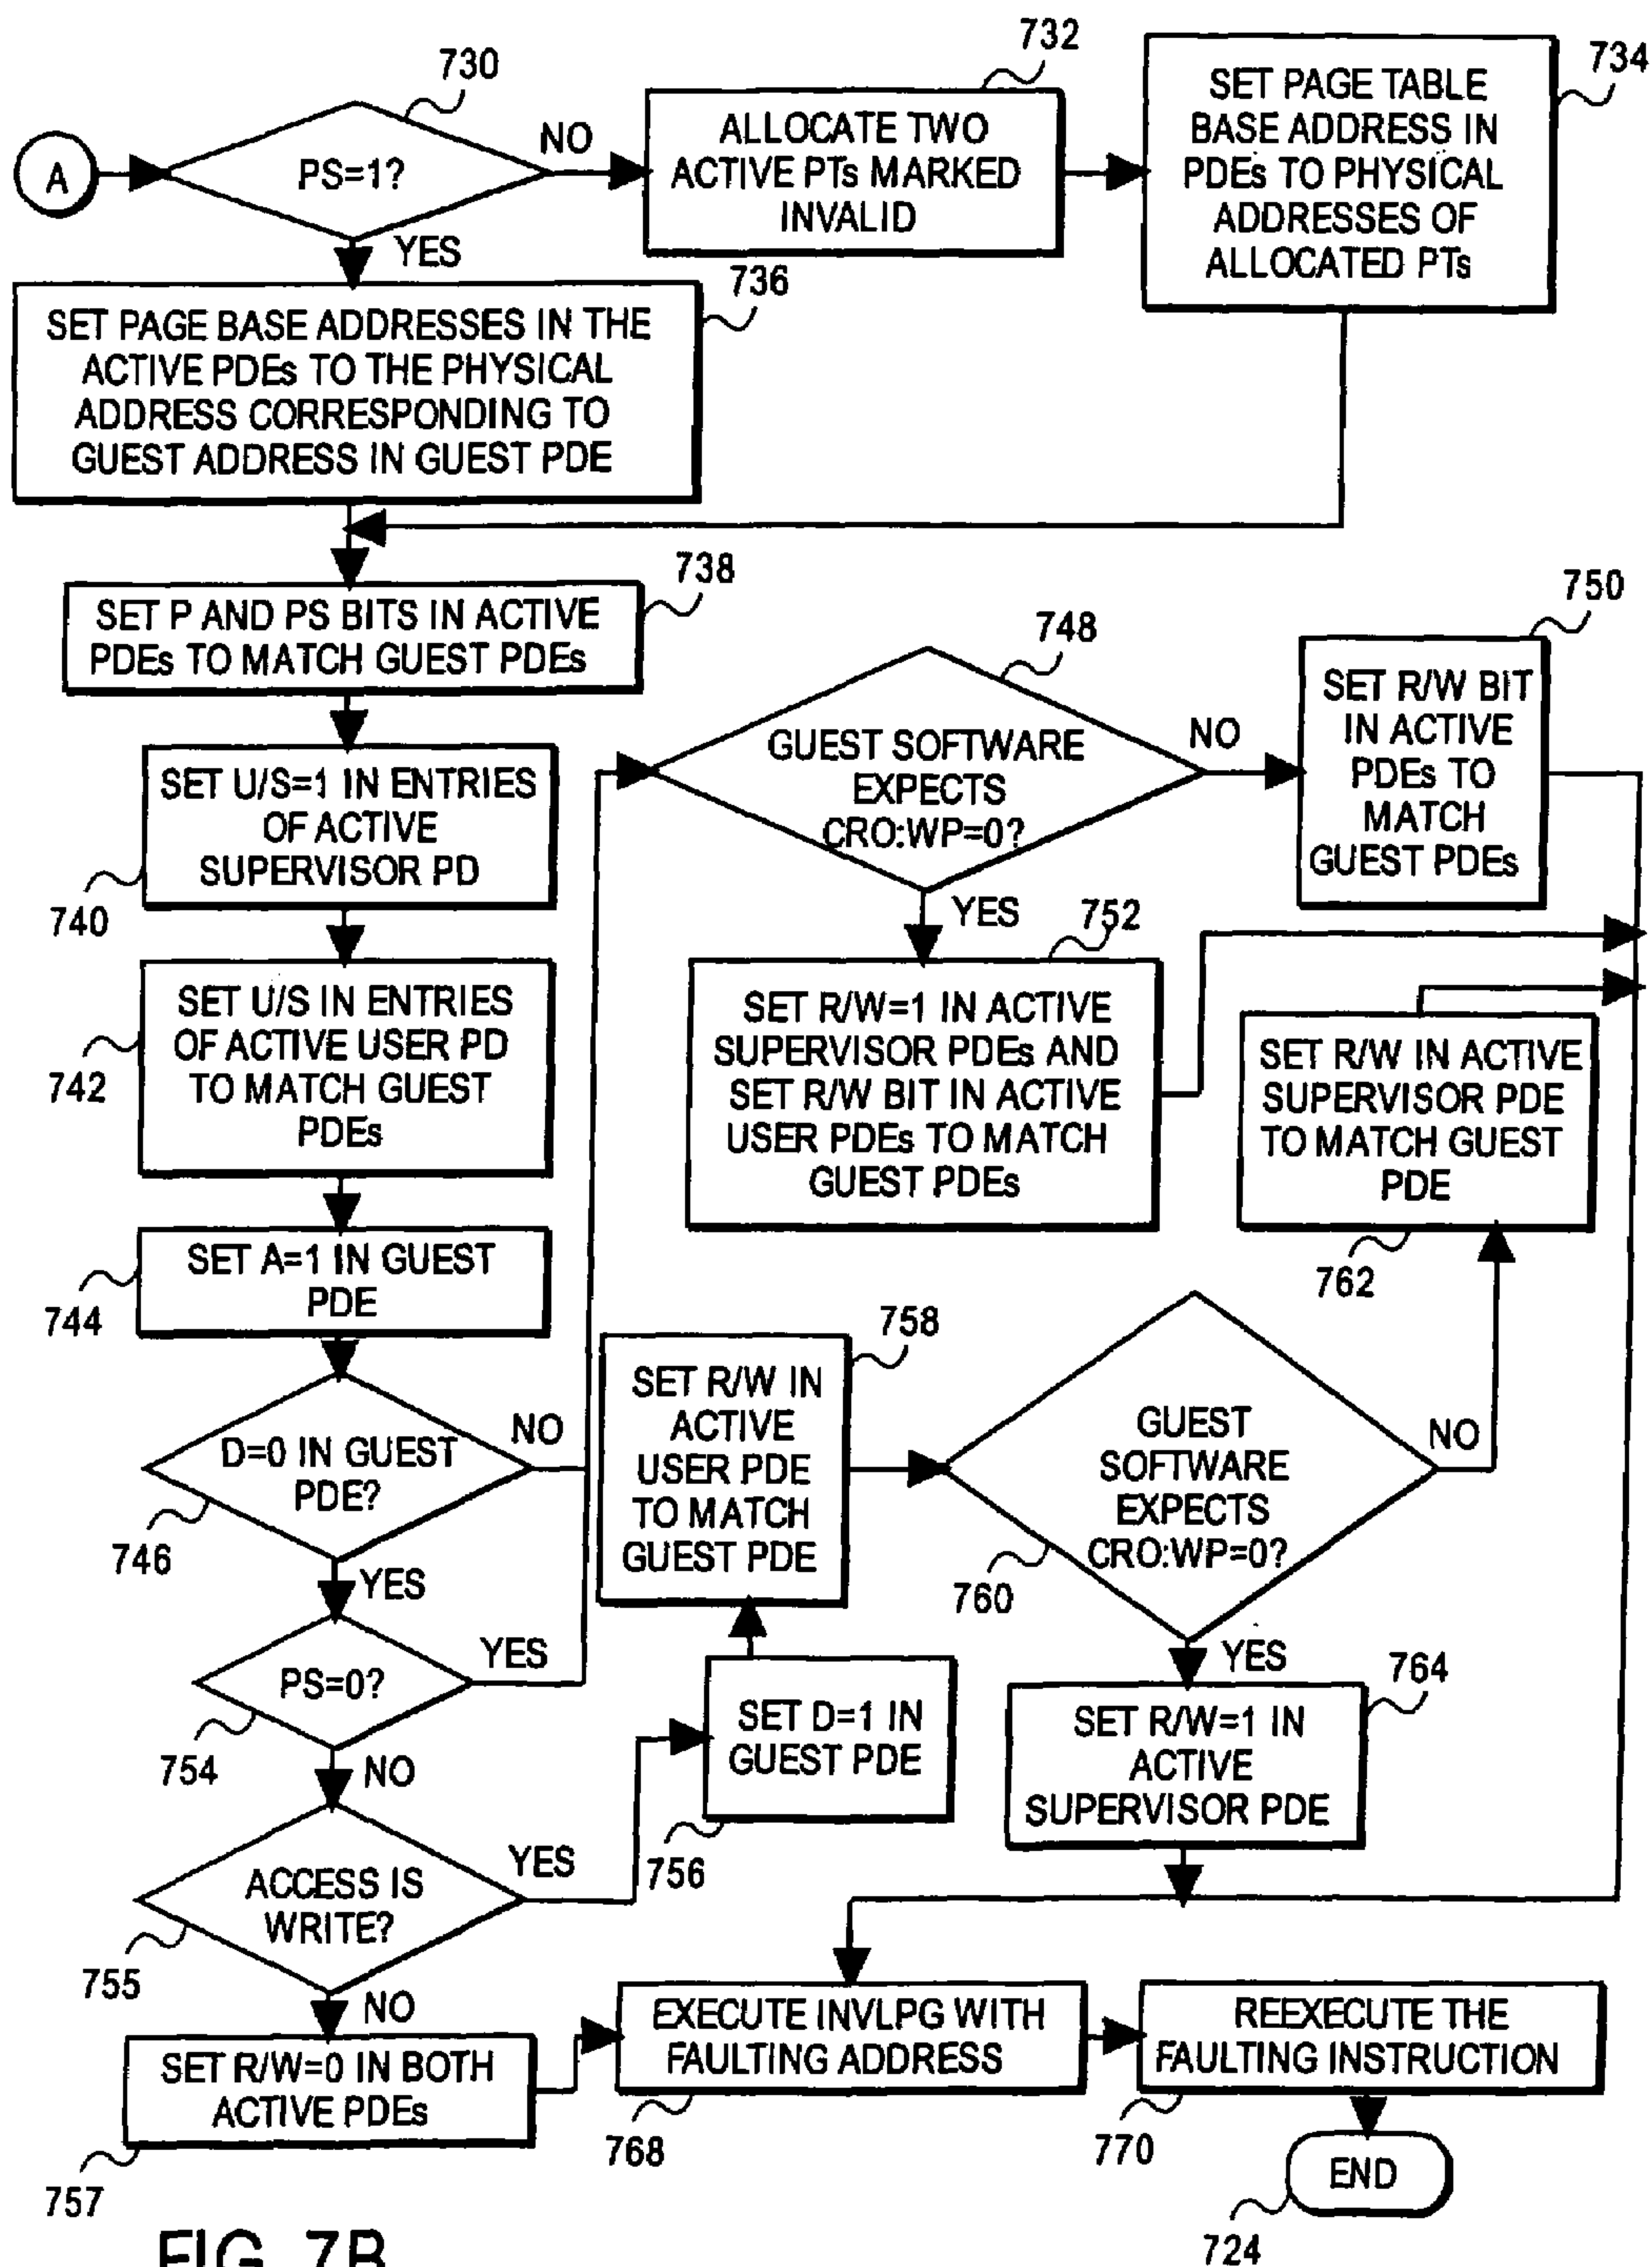 730
732
734
A
PS=1?
NO
YES
ALLOCATE TWO
ACTIVE PTs MARKED
INVALID
SET PAGE TABLE
BASE ADDRESS IN
PDEs TO PHYSICAL
ADDRESSES OF
ALLOCATED PTs
736
SET PAGE BASE ADDRESSES IN THE
ACTIVE PDEs TO THE PHYSICAL
ADDRESS CORRESPONDING TO
GUEST ADDRESS IN GUEST PDE
738
SET P AND PS BITS IN ACTIVE
PDEs TO MATCH GUEST PDEs
SET U/S=1 IN ENTRIES
OF ACTIVE
SUPERVISOR PD
740
SET U/S IN ENTRIES
OF ACTIVE USER PD
TO MATCH GUEST
PDEs
742
SET A=1 IN GUEST
PDE
744
D=0 IN GUEST
PDE?
NO
746
YES
748
GUEST SOFTWARE
EXPECTS
CRO:WP=0?
NO
YES
750
SET R/W BIT
IN ACTIVE
PDEs TO
MATCH
GUEST PDEs
752
SET R/W=1 IN ACTIVE
SUPERVISOR PDEs AND
SET R/W BIT IN ACTIVE
USER PDEs TO MATCH
GUEST PDEs
SET R/W IN ACTIVE
SUPERVISOR PDE
TO MATCH GUEST
PDE
762
PS=0?
YES
754
NO
ACCESS IS
WRITE?
YES
755
NO
SET D=1 IN
GUEST PDE
756
758
SET R/W IN
ACTIVE
USER PDE
TO MATCH
GUEST PDE
GUEST
SOFTWARE
EXPECTS
CRO:WP=0?
NO
760
YES
764
SET R/W=1 IN
ACTIVE
SUPERVISOR PDE
SET R/W=0 IN BOTH
ACTIVE PDEs
757
EXECUTE INVLPG WITH
FAULTING ADDRESS
768
REEXECUTE THE
FAULTING INSTRUCTION
770
END
724
FIG. 7B